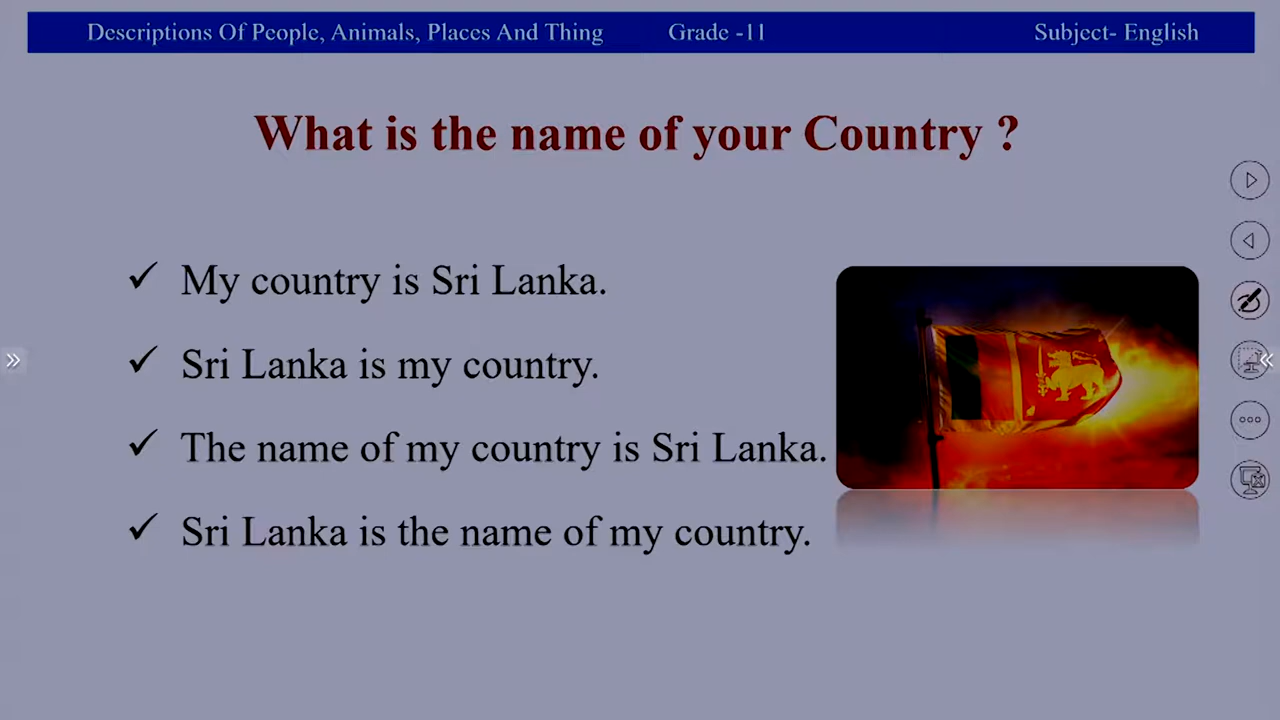 Descriptions Of People, Animals, Places And Thing Grade -11 Subject- English
What is the name of your Country ?
My country is Sri Lanka.
Sri Lanka is my country.
The name of my country is Sri Lanka.
Sri Lanka is the name of my country.